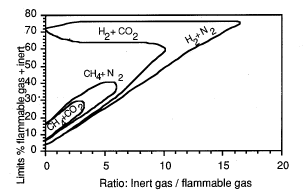 Limits % flammable gas + inert
80
70
60
50
40
30
20
10
0
H2 + CO2
H2 + N2
CH4+ N2
CH4+CO2
0
5
10
15
20
Ratio: Inert gas / flammable gas